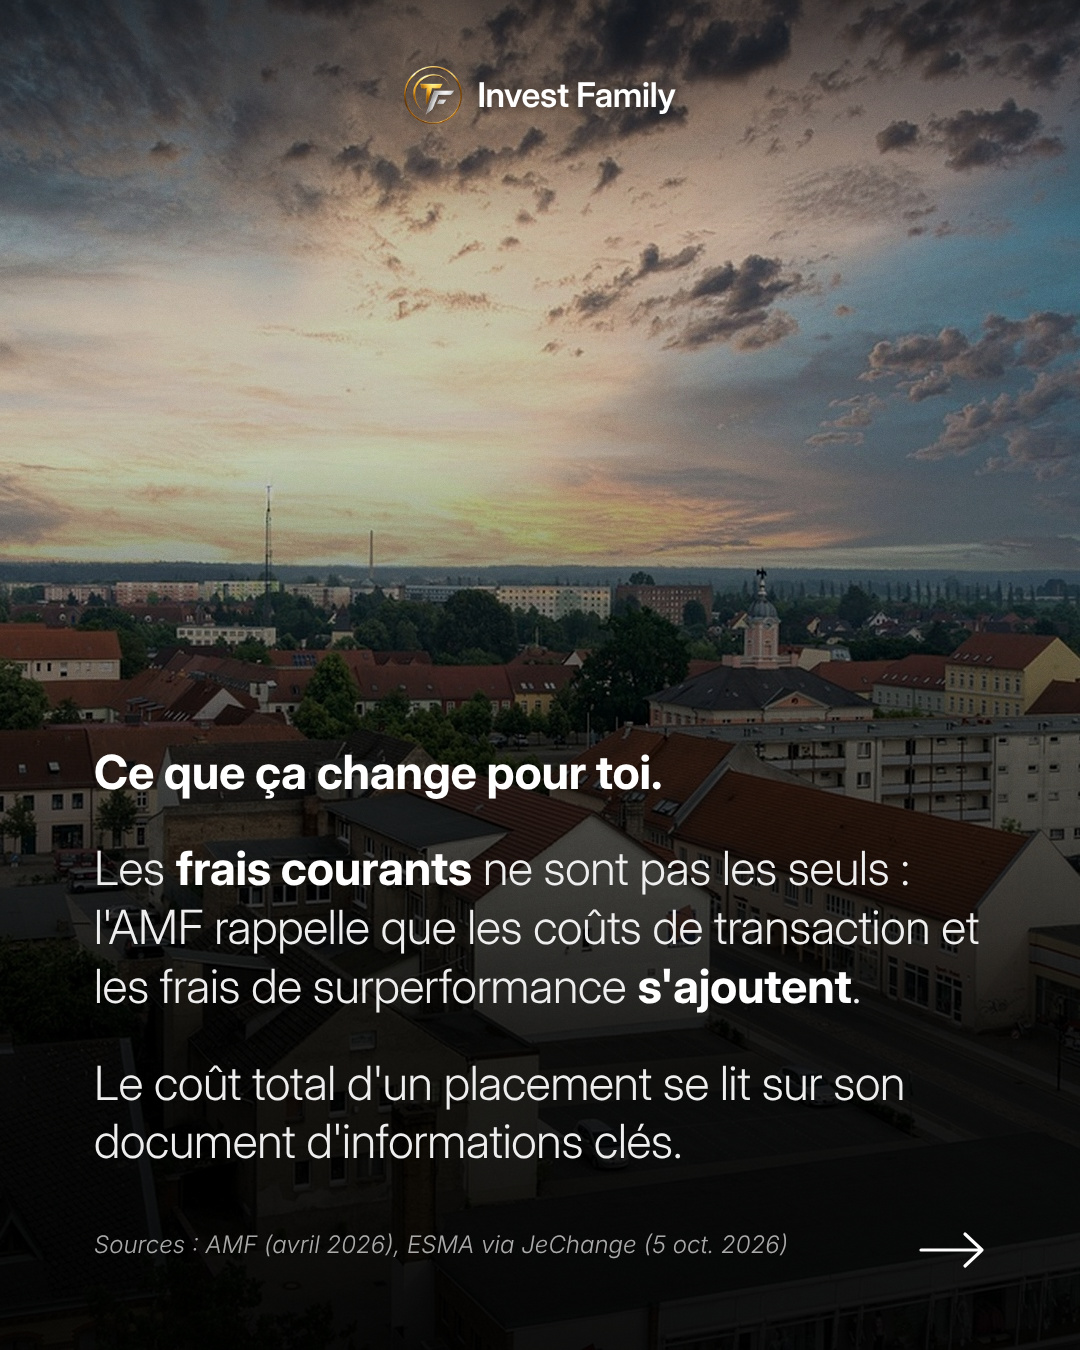 Invest Family
Ce que ça change pour toi.
Les frais courants ne sont pas les seuls :
l'AMF rappelle que les coûts de transaction et
les frais de surperformance s'ajoutent.
Le coût total d'un placement se lit sur son
document d'informations clés.
Sources : AMF (avril 2026), ESMA via JeChange (5 oct. 2026)